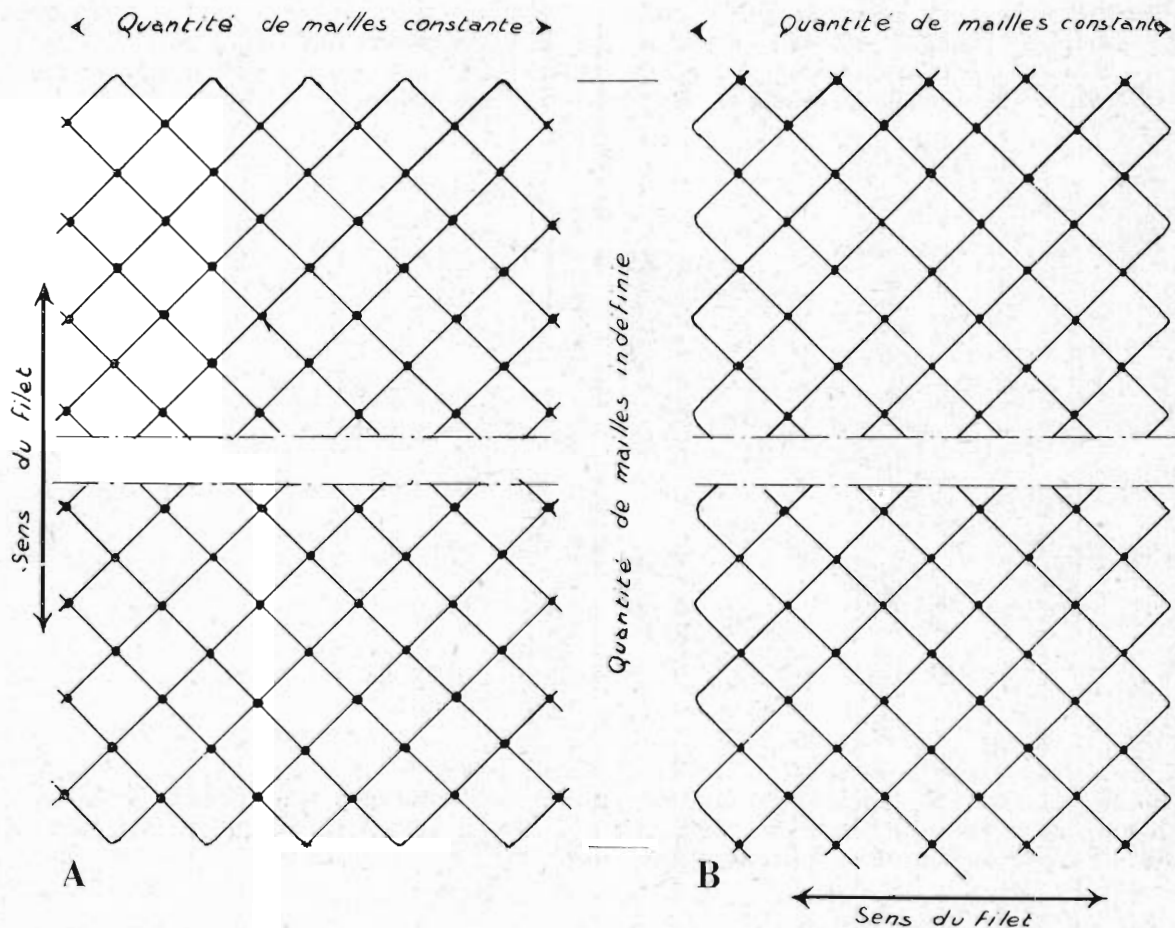 Quantité de mailles constante
Quantité de mailles constante
Sens du filet
Quantité de mailles indéfinie
A
B
Sens du filet